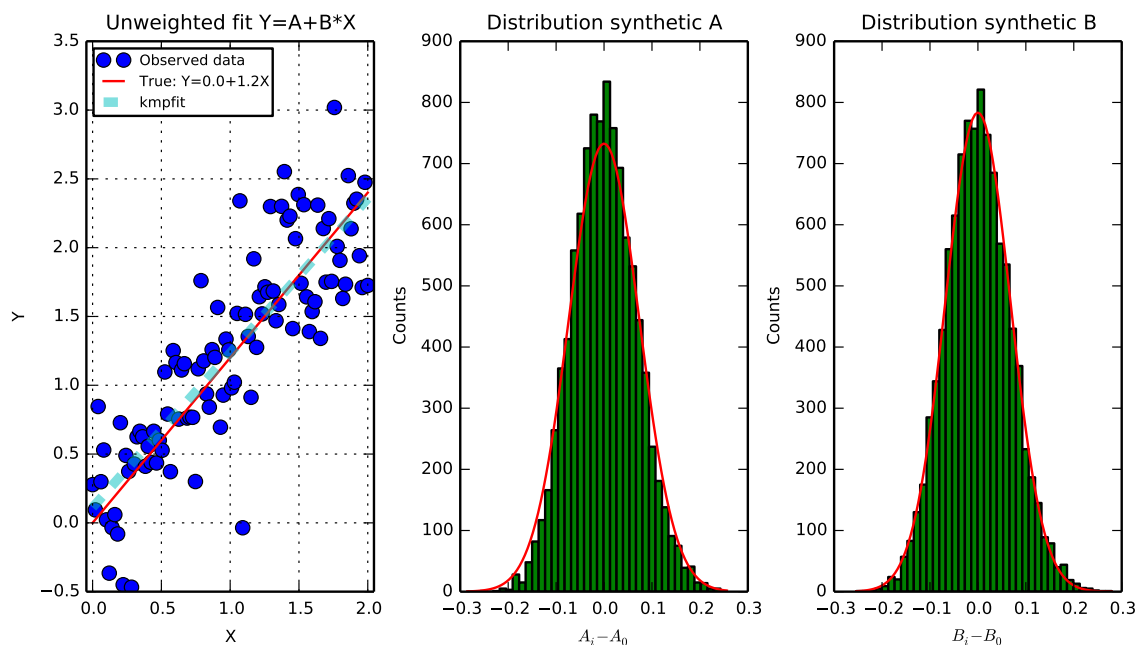 Unweighted fit Y=A+B*X
3.5
3.0
2.5
2.0
1.5
1.0
0.5
0.0
−0.5
Y
Observed data
True: Y=0.0+1.2X
kmpfit
0.0 0.5 1.0 1.5 2.0
X
Distribution synthetic A
900
800
700
600
500
400
300
200
100
0
Counts
−0.3 −0.2 −0.1 0.0 0.1 0.2 0.3
A_i−A_0
Distribution synthetic B
900
800
700
600
500
400
300
200
100
0
Counts
−0.3 −0.2 −0.1 0.0 0.1 0.2 0.3
B_i−B_0